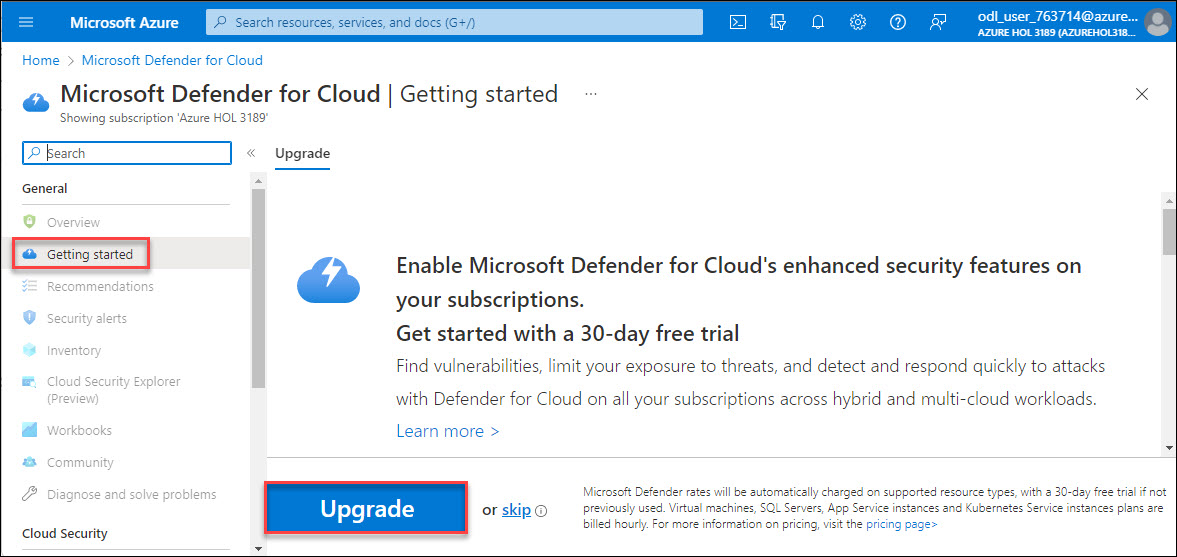 Microsoft Azure
Search resources, services, and docs (G+/)
odl_user_763714@azure...
AZURE HOL 3189 (AZUREHOL318...
Home > Microsoft Defender for Cloud
Microsoft Defender for Cloud | Getting started ...
Showing subscription 'Azure HOL 3189'
Search
«
Upgrade
General
Overview
Getting started
Recommendations
Security alerts
Inventory
Cloud Security Explorer
(Preview)
Workbooks
Community
Diagnose and solve problems
Cloud Security
Enable Microsoft Defender for Cloud's enhanced security features on
your subscriptions.
Get started with a 30-day free trial
Find vulnerabilities, limit your exposure to threats, and detect and respond quickly to attacks
with Defender for Cloud on all your subscriptions across hybrid and multi-cloud workloads.
Learn more >
Upgrade
or skip
Microsoft Defender rates will be automatically charged on supported resource types, with a 30-day free trial if not
previously used. Virtual machines, SQL Servers, App Service instances and Kubernetes Service instances plans are
billed hourly. For more information on pricing, visit the pricing page>